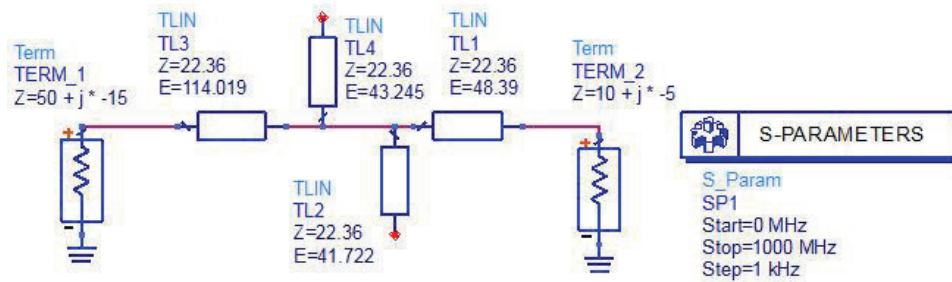 Term
TERM_1
Z=50 + j * -15
+
-
TLIN
TL3
Z=22.36
E=114.019
TLIN
TL4
Z=22.36
E=43.245
TLIN
TL2
Z=22.36
E=41.722
TLIN
TL1
Z=22.36
E=48.39
Term
TERM_2
Z=10 + j * -5
+
-
S-PARAMETERS
S_Param
SP1
Start=0 MHz
Stop=1000 MHz
Step=1 kHz